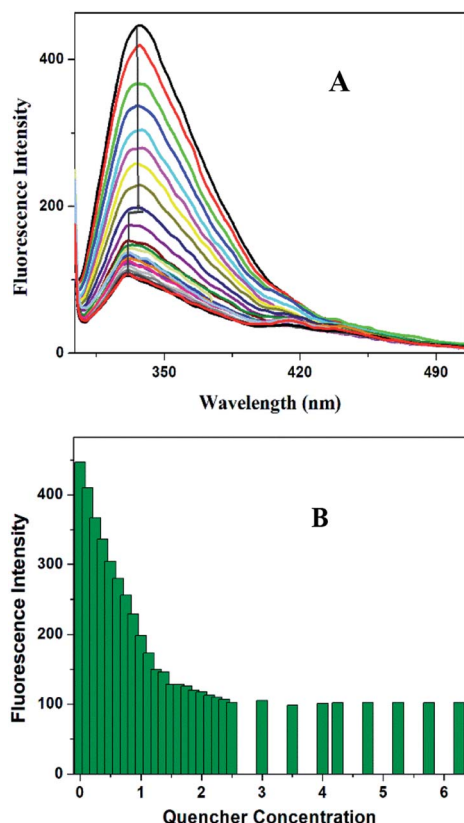 A
Fluorescence Intensity
400
200
0
350
420
490
Wavelength (nm)
B
Fluorescence Intensity
400
300
200
100
0
0 1 2 3 4 5 6
Quencher Concentration